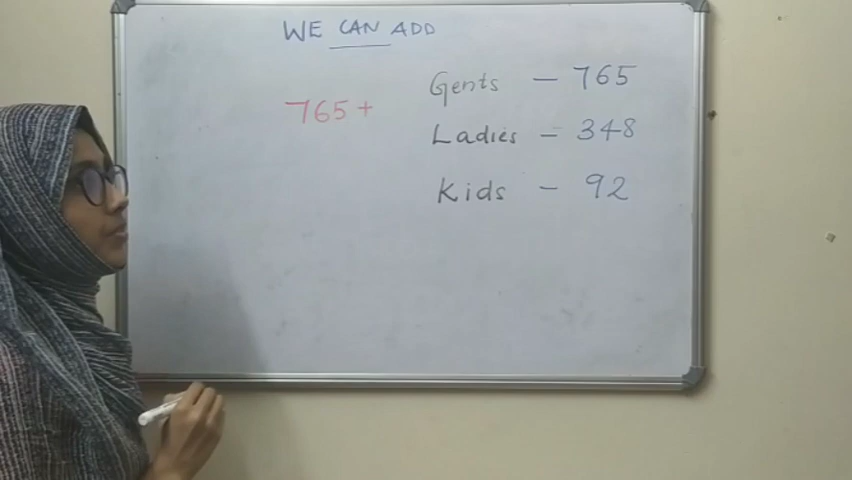 WE CAN ADD
765 +
Gents - 765
Ladies - 348
Kids - 92